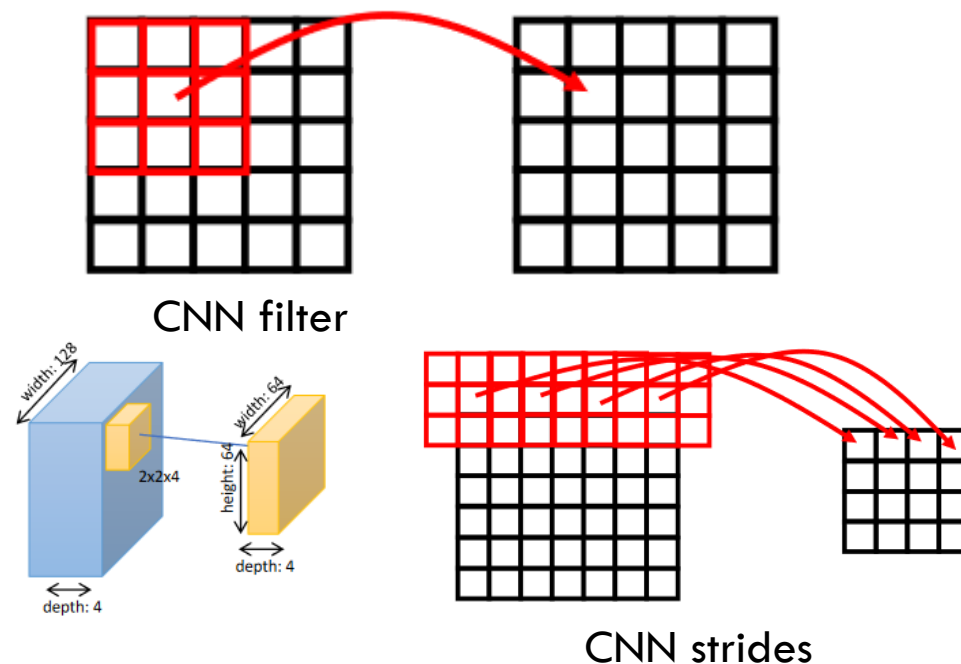 CNN filter
width: 128
2x2x4
depth: 4
width: 64
height: 64
depth: 4
CNN strides